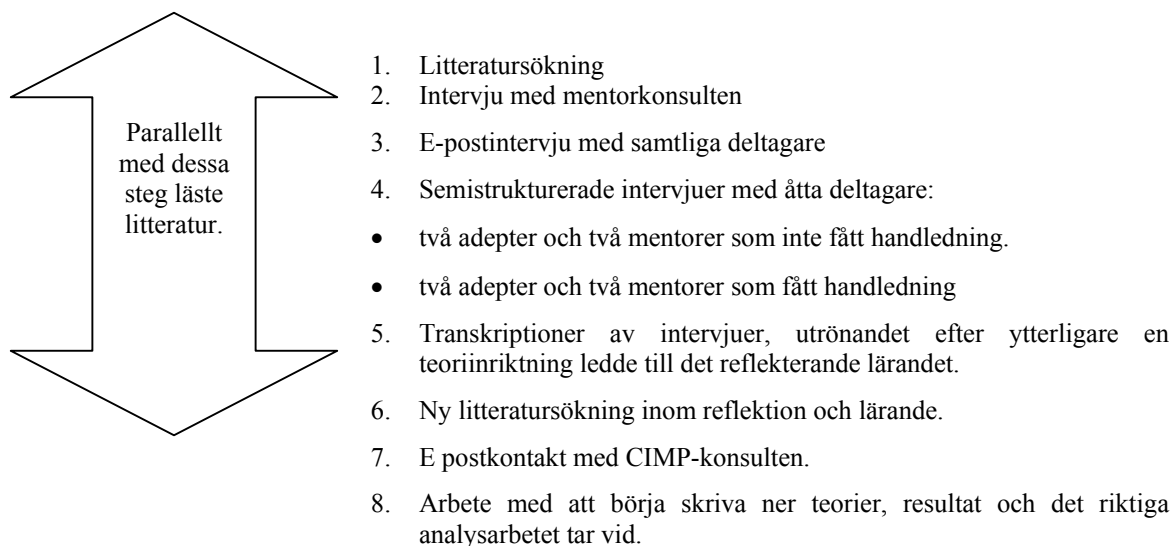 Parallellt
med dessa
steg läste
litteratur.
1. Litteratursökning
2. Intervju med mentorkonsulten
3. E-postintervju med samtliga deltagare
4. Semistrukturerade intervjuer med åtta deltagare:
• två adepter och två mentorer som inte fått handledning.
• två adepter och två mentorer som fått handledning
5. Transkriptioner av intervjuer, utrönandet efter ytterligare en
teoriinriktning ledde till det reflekterande lärandet.
6. Ny litteratursökning inom reflektion och lärande.
7. E postkontakt med CIMP-konsulten.
8. Arbete med att börja skriva ner teorier, resultat och det riktiga
analysarbetet tar vid.